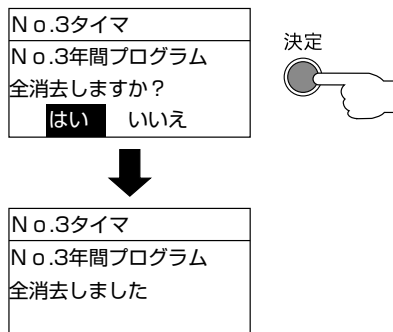 Ｎｏ.3タイマ
Ｎｏ.3年間プログラム
全消去しますか？
はい　いいえ
決定
Ｎｏ.3タイマ
Ｎｏ.3年間プログラム
全消去しました